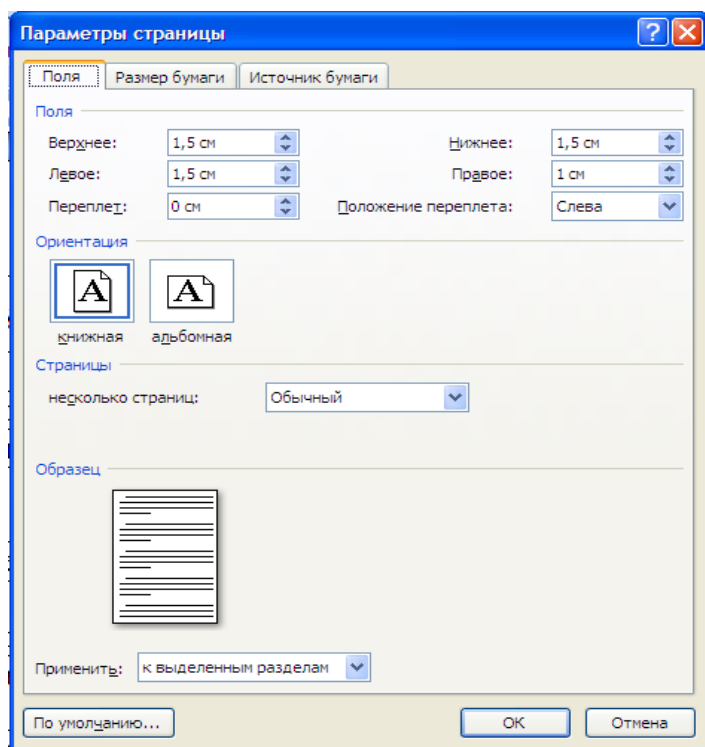 Параметры страницы
Поля Размер бумаги Источник бумаги
Поля
Верхнее: 1,5 см Нижнее: 1,5 см
Левое: 1,5 см Правое: 1 см
Переплет: 0 см Положение переплета: Слева
Ориентация
A A
книжная альбомная
Страницы
несколько страниц: Обычный
Образец
Применить: к выделенным разделам
По умолчанию... ОК Отмена